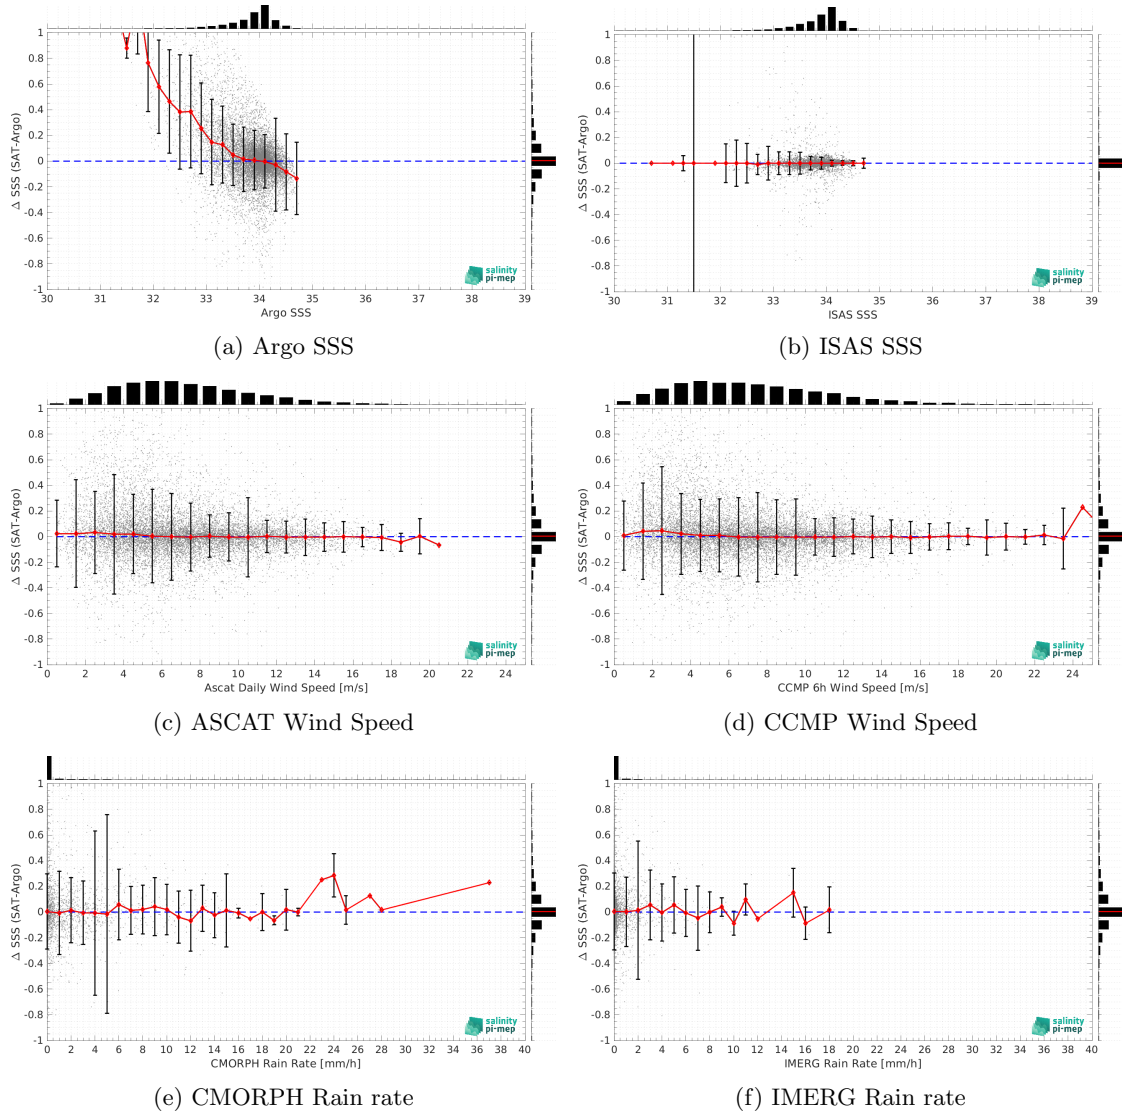 1
0.8
0.6
0.4
0.2
0
-0.2
-0.4
-0.6
-0.8
-1
Δ SSS (SAT-Argo)
salinity
pi-mep
30 31 32 33 34 35 36 37 38 39
Argo SSS
(a) Argo SSS
1
0.8
0.6
0.4
0.2
0
-0.2
-0.4
-0.6
-0.8
-1
Δ SSS (SAT-Argo)
salinity
pi-mep
30 31 32 33 34 35 36 37 38 39
ISAS SSS
(b) ISAS SSS
1
0.8
0.6
0.4
0.2
0
-0.2
-0.4
-0.6
-0.8
-1
Δ SSS (SAT-Argo)
salinity
pi-mep
0 2 4 6 8 10 12 14 16 18 20 22 24
Ascat Daily Wind Speed [m/s]
(c) ASCAT Wind Speed
1
0.8
0.6
0.4
0.2
0
-0.2
-0.4
-0.6
-0.8
-1
Δ SSS (SAT-Argo)
salinity
pi-mep
0 2 4 6 8 10 12 14 16 18 20 22 24
CCMP 6h Wind Speed [m/s]
(d) CCMP Wind Speed
1
0.8
0.6
0.4
0.2
0
-0.2
-0.4
-0.6
-0.8
-1
Δ SSS (SAT-Argo)
salinity
pi-mep
0 2 4 6 8 10 12 14 16 18 20 22 24 26 28 30 32 34 36 38 40
CMORPH Rain Rate [mm/h]
(e) CMORPH Rain rate
1
0.8
0.6
0.4
0.2
0
-0.2
-0.4
-0.6
-0.8
-1
Δ SSS (SAT-Argo)
salinity
pi-mep
0 2 4 6 8 10 12 14 16 18 20 22 24 26 28 30 32 34 36 38 40
IMERG Rain Rate [mm/h]
(f) IMERG Rain rate